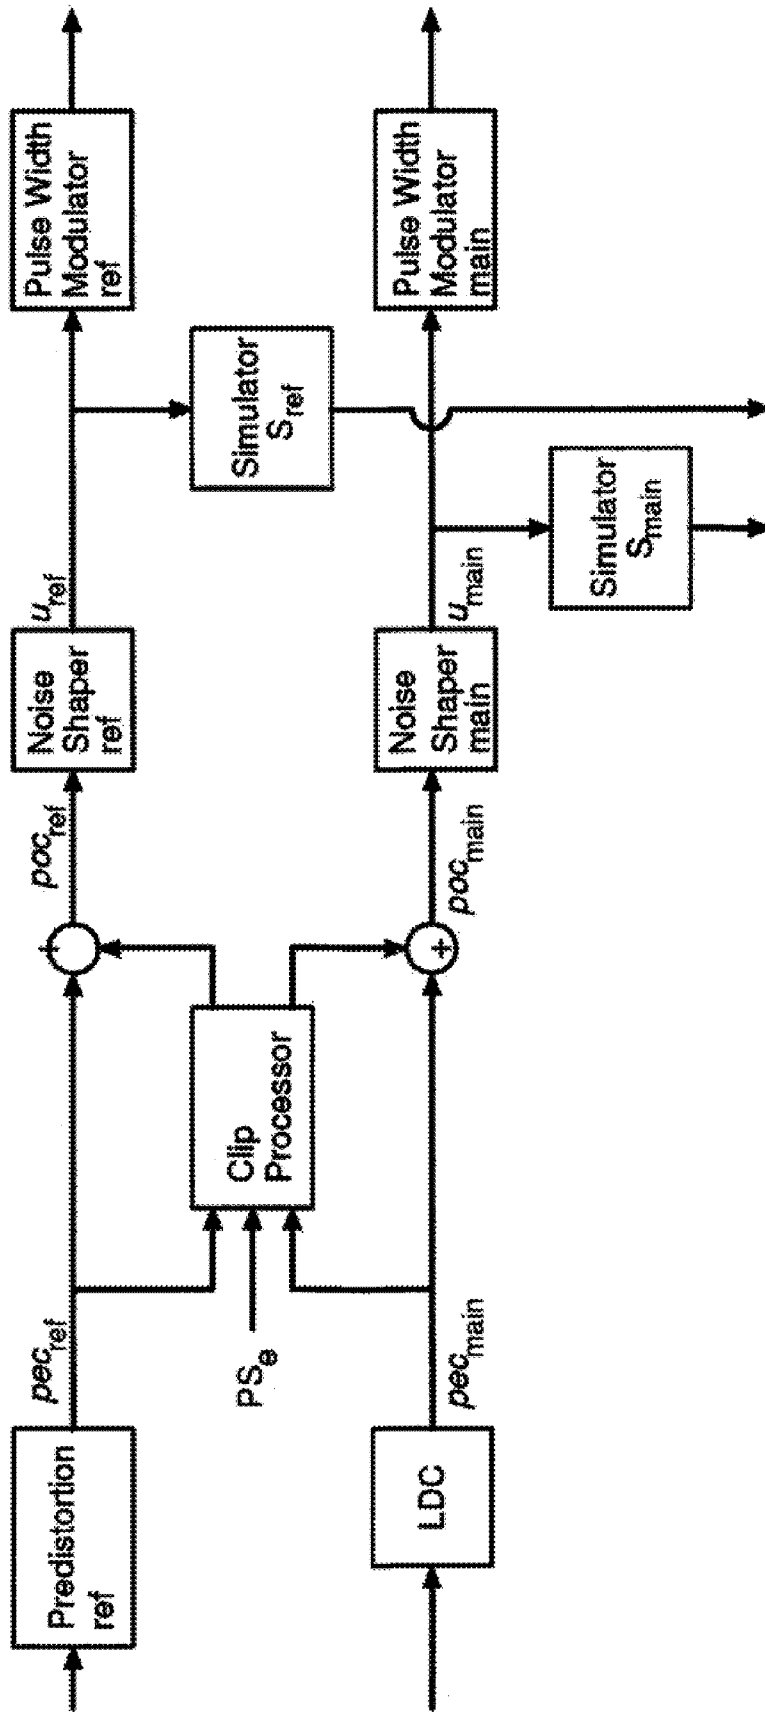 Predistortion
ref
pec_ref
+
poc_ref
Noise
Shaper
ref
u_ref
Pulse Width
Modulator
ref
PS_e
Clip
Processor
Simulator
S_ref
LDC
pec_main
+
poc_main
Noise
Shaper
main
u_main
Pulse Width
Modulator
main
Simulator
S_main